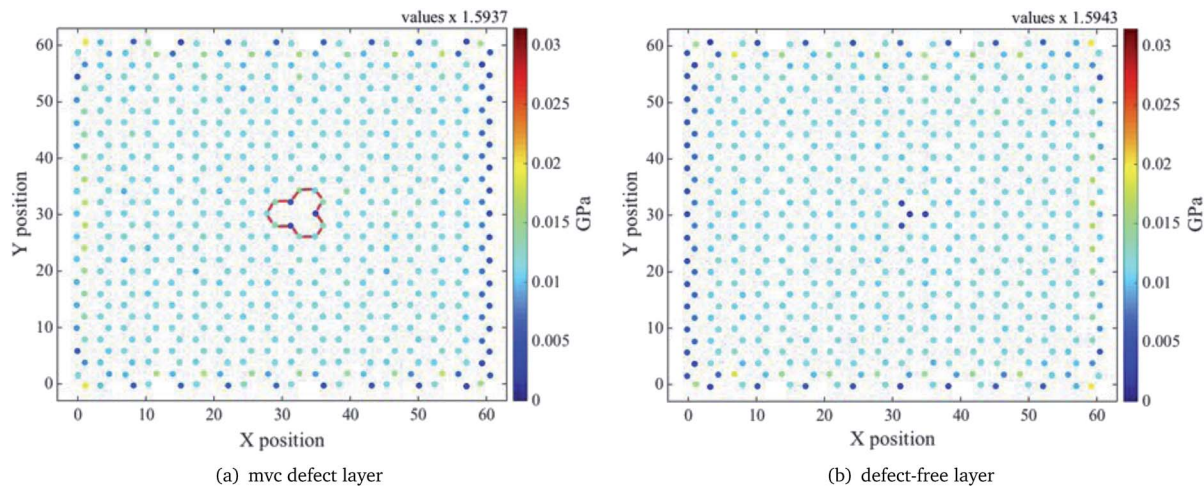 values x 1.5937
60
50
40
30
20
10
0
Y position
0 10 20 30 40 50 60
X position
0.03
0.025
0.02
0.015
0.01
0.005
0
GPa
(a) mvc defect layer
values x 1.5943
60
50
40
30
20
10
0
Y position
0 10 20 30 40 50 60
X position
0.03
0.025
0.02
0.015
0.01
0.005
0
GPa
(b) defect-free layer